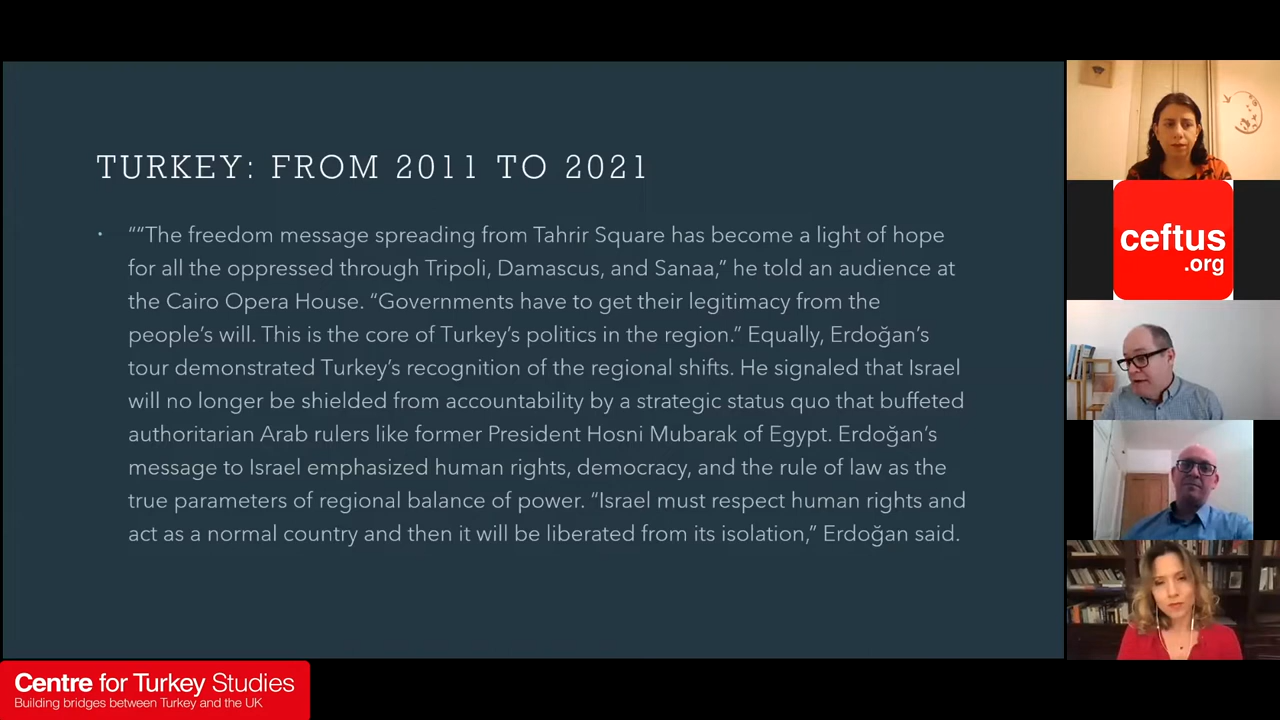 TURKEY: FROM 2011 TO 2021
• ““The freedom message spreading from Tahrir Square has become a light of hope
for all the oppressed through Tripoli, Damascus, and Sanaa,” he told an audience at
the Cairo Opera House. “Governments have to get their legitimacy from the
people’s will. This is the core of Turkey’s politics in the region.” Equally, Erdoğan’s
tour demonstrated Turkey’s recognition of the regional shifts. He signaled that Israel
will no longer be shielded from accountability by a strategic status quo that buffeted
authoritarian Arab rulers like former President Hosni Mubarak of Egypt. Erdoğan’s
message to Israel emphasized human rights, democracy, and the rule of law as the
true parameters of regional balance of power. “Israel must respect human rights and
act as a normal country and then it will be liberated from its isolation,” Erdoğan said.
ceftus
.org
Centre for Turkey Studies
Building bridges between Turkey and the UK